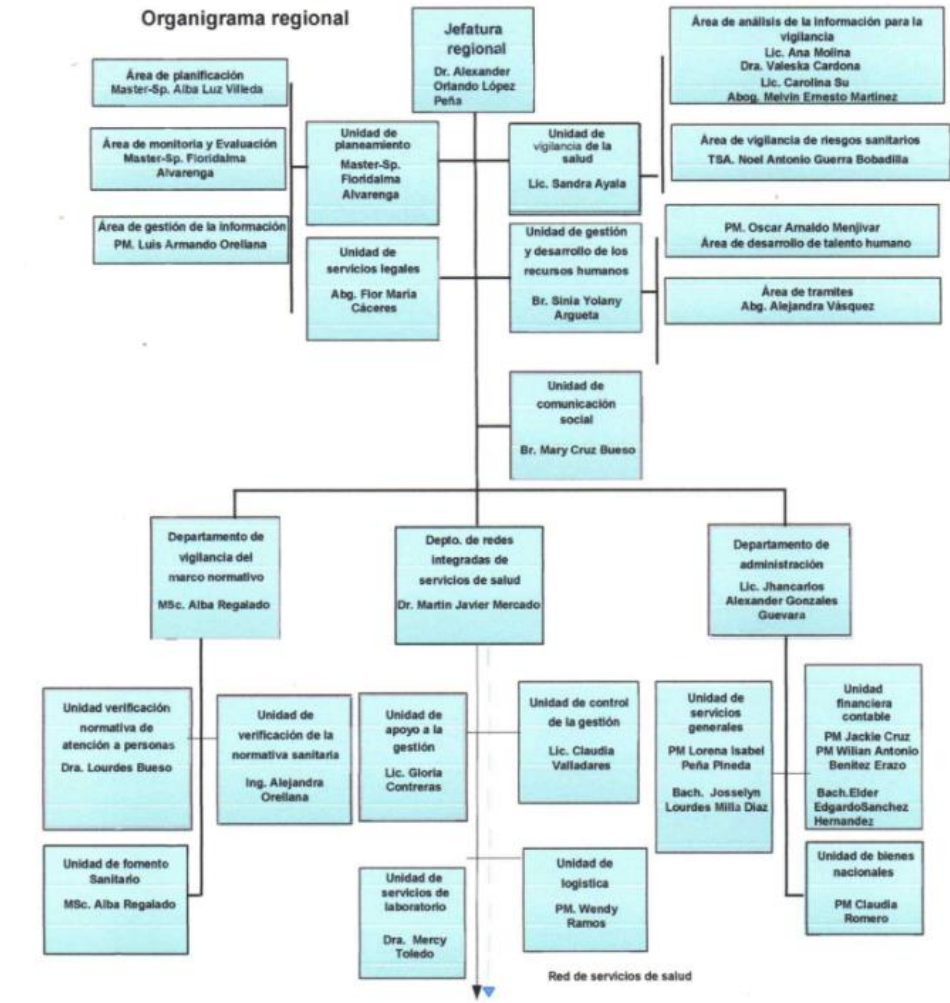 Organigrama regional
Jefatura
regional
Dr. Alexander
Orlando López
Peña
Área de análisis de la información para la
vigilancia
Lic. Ana Molina
Dra. Valeska Cardona
Lic. Carolina Su
Abog. Melvin Ernesto Martinez
Área de planificación
Master-Sp. Alba Luz Villeda
Área de monitoria y Evaluación
Master-Sp. Floridalma
Alvarenga
Unidad de
planeamiento
Master-Sp.
Floridalma
Alvarenga
Unidad de
vigilancia de la
salud
Lic. Sandra Ayala
Área de vigilancia de riesgos sanitarios
TSA. Noel Antonio Guerra Bobadilla
Área de gestión de la información
PM. Luis Armando Orellana
Unidad de
servicios legales
Abg. Flor María
Cáceres
Unidad de gestión
y desarrollo de los
recursos humanos
Br. Sinia Yolany
Argueta
PM. Oscar Arnaldo Menjivar
Área de desarrollo de talento humano
Área de tramites
Abg. Alejandra Vásquez
Unidad de
comunicación
social
Br. Mary Cruz Bueso
Departamento de
vigilancia del
marco normativo
MSc. Alba Regalado
Depto. de redes
integradas de
servicios de salud
Dr. Martin Javier Mercado
Departamento de
administración
Lic. Jhancarlos
Alexander Gonzales
Guevara
Unidad verificación
normativa de
atención a personas
Dra. Lourdes Bueso
Unidad de
verificación de la
normativa sanitaria
Ing. Alejandra
Orellana
Unidad de
apoyo a la
gestión
Lic. Gloria
Contreras
Unidad de control
de la gestión
Lic. Claudia
Valladares
Unidad de
servicios
generales
PM Lorena Isabel
Peña Pineda
Bach. Josselyn
Lourdes Milla Diaz
Unidad
financiera
contable
PM Jackie Cruz
PM Wilian Antonio
Benitez Erazo
Bach.Elder
EdgardoSanchez
Hernandez
Unidad de fomento
Sanitario
MSc. Alba Regalado
Unidad de
servicios de
laboratorio
Dra. Mercy
Toledo
Unidad de
logistica
PM. Wendy
Ramos
Unidad de bienes
nacionales
PM Claudia
Romero
Red de servicios de salud